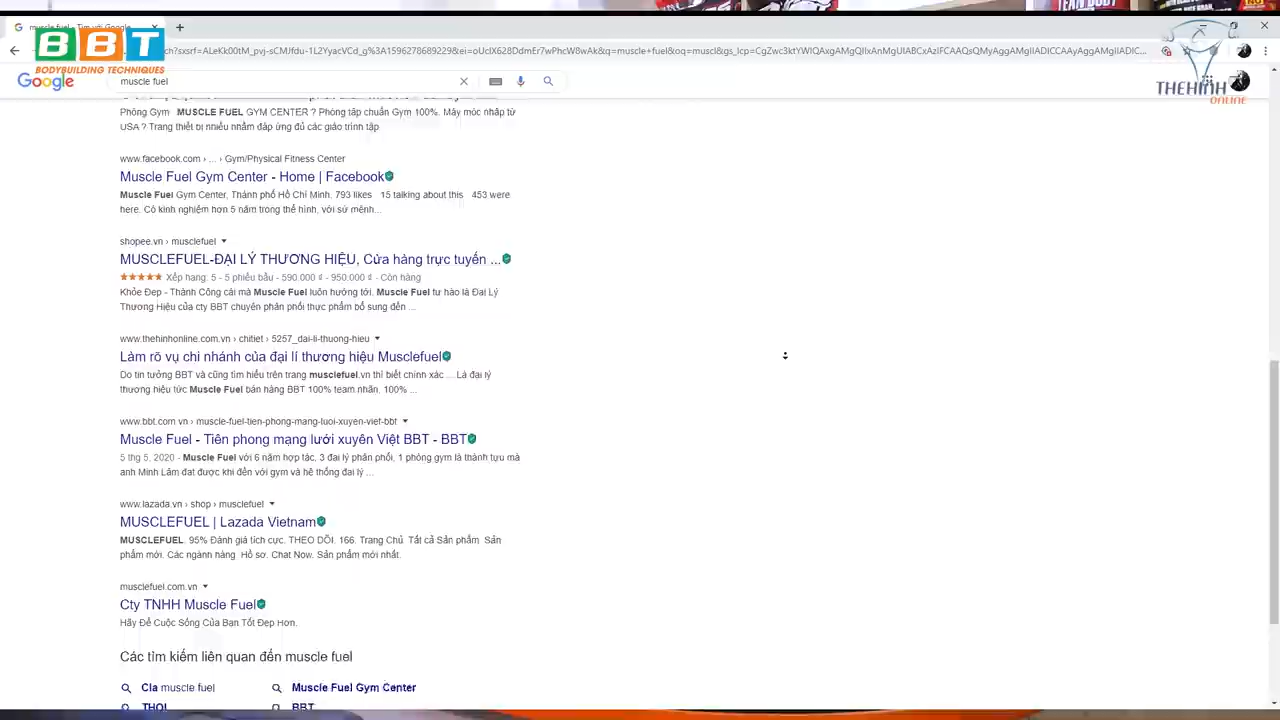 muscle fuel - Tìm với Google
BBT
BODYBUILDING TECHNIQUES
Google
muscle fuel
THEHINH
ONLINE
Phòng Gym MUSCLE FUEL GYM CENTER ? Phòng tập chuẩn Gym 100%. Máy móc nhập từ
USA ? Trang thiết bị nhiều nhằm đáp ứng đủ các giáo trình tập
www.facebook.com › ... › Gym/Physical Fitness Center
Muscle Fuel Gym Center - Home | Facebook
Muscle Fuel Gym Center, Thành phố Hồ Chí Minh. 793 likes 15 talking about this 453 were
here. Có kinh nghiệm hơn 5 năm trong thể hình, với sứ mệnh...
shopee.vn › musclefuel
MUSCLEFUEL-ĐẠI LÝ THƯƠNG HIỆU, Cửa hàng trực tuyến ...
Xếp hạng: 5 - 5 phiếu bầu - 590.000 ₫ - 950.000 ₫ - Còn hàng
Khỏe Đẹp - Thành Công cái mà Muscle Fuel luôn hướng tới. Muscle Fuel tự hào là Đại Lý
Thương Hiệu của cty BBT chuyên phân phối thực phẩm bổ sung đến ...
www.thehinhonline.com.vn › chitiet › 5257_dai-li-thuong-hieu
Làm rõ vụ chi nhánh của đại lí thương hiệu Musclefuel
Do tin tưởng BBT và cũng tìm hiểu trên trang musclefuel.vn thì biết chính xác ... Là đại lý
thương hiệu tức Muscle Fuel bán hàng BBT 100% team nhãn, 100% ...
www.bbt.com.vn › muscle-fuel-tien-phong-mang-luoi-xuyen-viet-bbt
Muscle Fuel - Tiên phong mạng lưới xuyên Việt BBT - BBT
5 thg 5, 2020 - Muscle Fuel với 6 năm hợp tác, 3 đại lý phân phối, 1 phòng gym là thành tựu mà
anh Minh Lâm đạt được khi đến với gym và hệ thống đại lý ...
www.lazada.vn › shop › musclefuel
MUSCLEFUEL | Lazada Vietnam
MUSCLEFUEL. 95% Đánh giá tích cực. THEO DÕI. 166. Trang Chủ Tất cả Sản phẩm Sản
phẩm mới. Các ngành hàng Hồ sơ. Chat Now. Sản phẩm mới nhất.
musclefuel.com.vn
Cty TNHH Muscle Fuel
Hãy Để Cuộc Sống Của Bạn Tốt Đẹp Hơn.
Các tìm kiếm liên quan đến muscle fuel
Cla muscle fuel
Muscle Fuel Gym Center
THOL
BBT